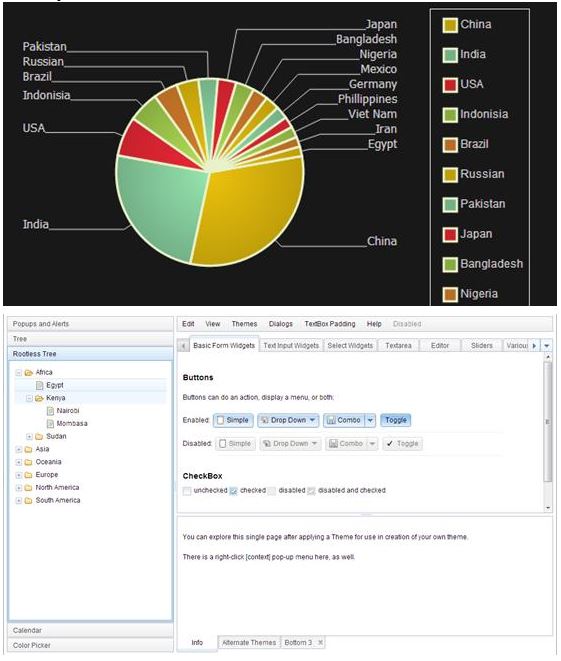 Japan
Bangladesh
Nigeria
Mexico
Germany
Phillippines
Viet Nam
Iran
Egypt
Pakistan
Russian
Brazil
Indonisia
USA
India
China
China
India
USA
Indonisia
Brazil
Russian
Pakistan
Japan
Bangladesh
Nigeria
Popups and Alerts
Tree
Rootless Tree
Africa
Egypt
Kenya
Nairobi
Mombasa
Sudan
Asia
Oceania
Europe
North America
South America
Calendar
Color Picker
Edit View Themes Dialogs TextBox Padding Help Disabled
Basic Form Widgets Text Input Widgets Select Widgets Textarea Editor Sliders Variou
Buttons
Buttons can do an action, display a menu, or both:
Enabled: Simple Drop Down Combo Toggle
Disabled: Simple Drop Down Combo Toggle
CheckBox
unchecked checked disabled disabled and checked
You can explore this single page after applying a Theme for use in creation of your own theme.
There is a right-click [context] pop-up menu here, as well.
Info Alternate Themes Bottom 3